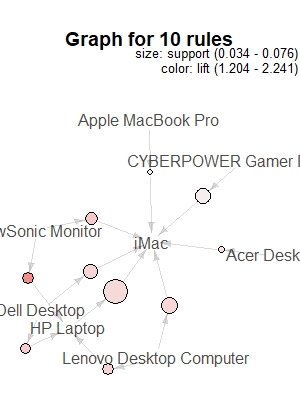 Graph for 10 rules
size: support (0.034 - 0.076)
color: lift (1.204 - 2.241)
Apple MacBook Pro
CYBERPOWER Gamer
wSonic Monitor
iMac
Acer Desk
Dell Desktop
HP Laptop
Lenovo Desktop Computer